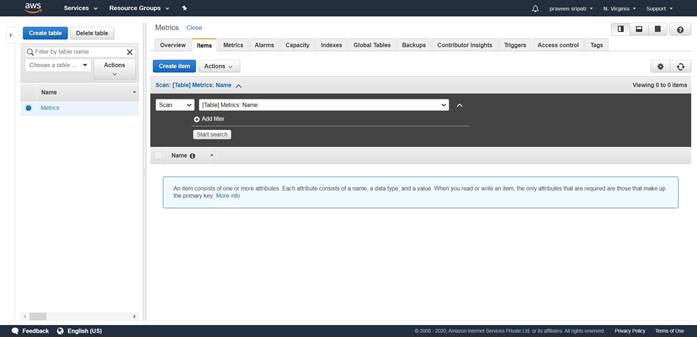 aws
Services
Resource Groups
praveen sripati
N. Virginia
Support
Create table
Delete table
Filter by table name
Choose a table ...
Actions
Name
Metrics
Metrics
Close
Overview
Items
Metrics
Alarms
Capacity
Indexes
Global Tables
Backups
Contributor Insights
Triggers
Access control
Tags
Create item
Actions
Scan: [Table] Metrics: Name
Viewing 0 to 0 items
Scan
[Table] Metrics: Name
Add filter
Start search
Name
An item consists of one or more attributes. Each attribute consists of a name, a data type, and a value. When you read or write an item, the only attributes that are required are those that make up
the primary key. More info
Feedback
English (US)
© 2008 - 2020, Amazon Internet Services Private Ltd. or its affiliates. All rights reserved.
Privacy Policy
Terms of Use